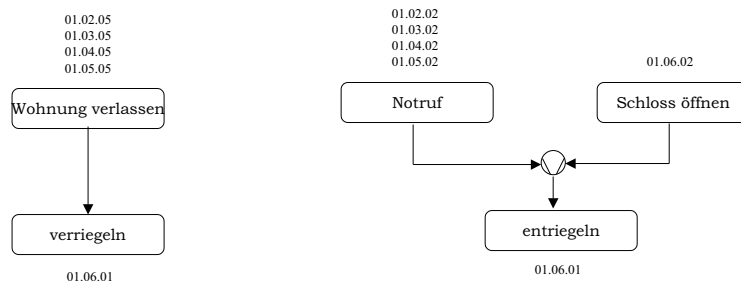 01.02.05
01.03.05
01.04.05
01.05.05
Wohnung verlassen
verriegeln
01.06.01
01.02.02
01.03.02
01.04.02
01.05.02
Notruf
01.06.02
Schloss öffnen
entriegeln
01.06.01